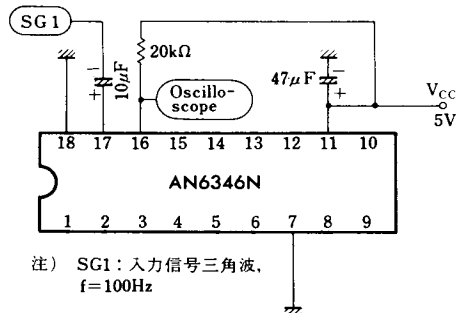 SG1
20kΩ
10μF
−
+
Oscillo-
scope
47μF
−
+
VCC
5V
18 17 16 15 14 13 12 11 10
AN6346N
1 2 3 4 5 6 7 8 9
注) SG1：入力信号三角波，
f=100Hz